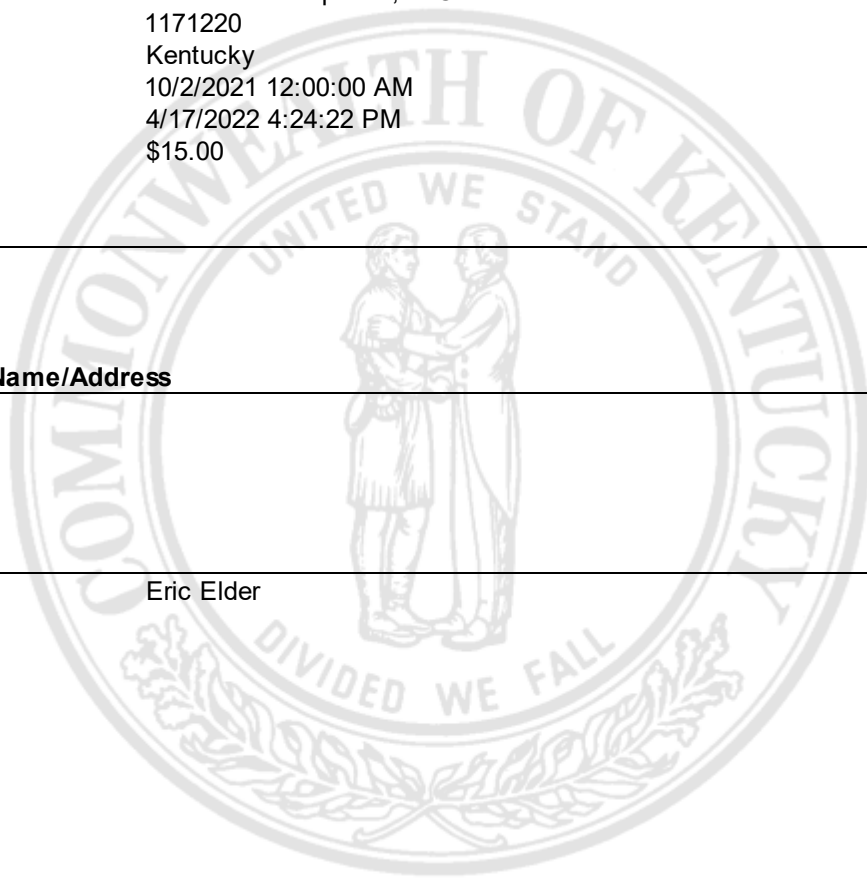 1171220
Kentucky
10/2/2021 12:00:00 AM
4/17/2022 4:24:22 PM
$15.00
COMMONWEALTH OF KENTUCKY
UNITED WE STAND
Name/Address
Eric Elder
DIVIDED WE FALL